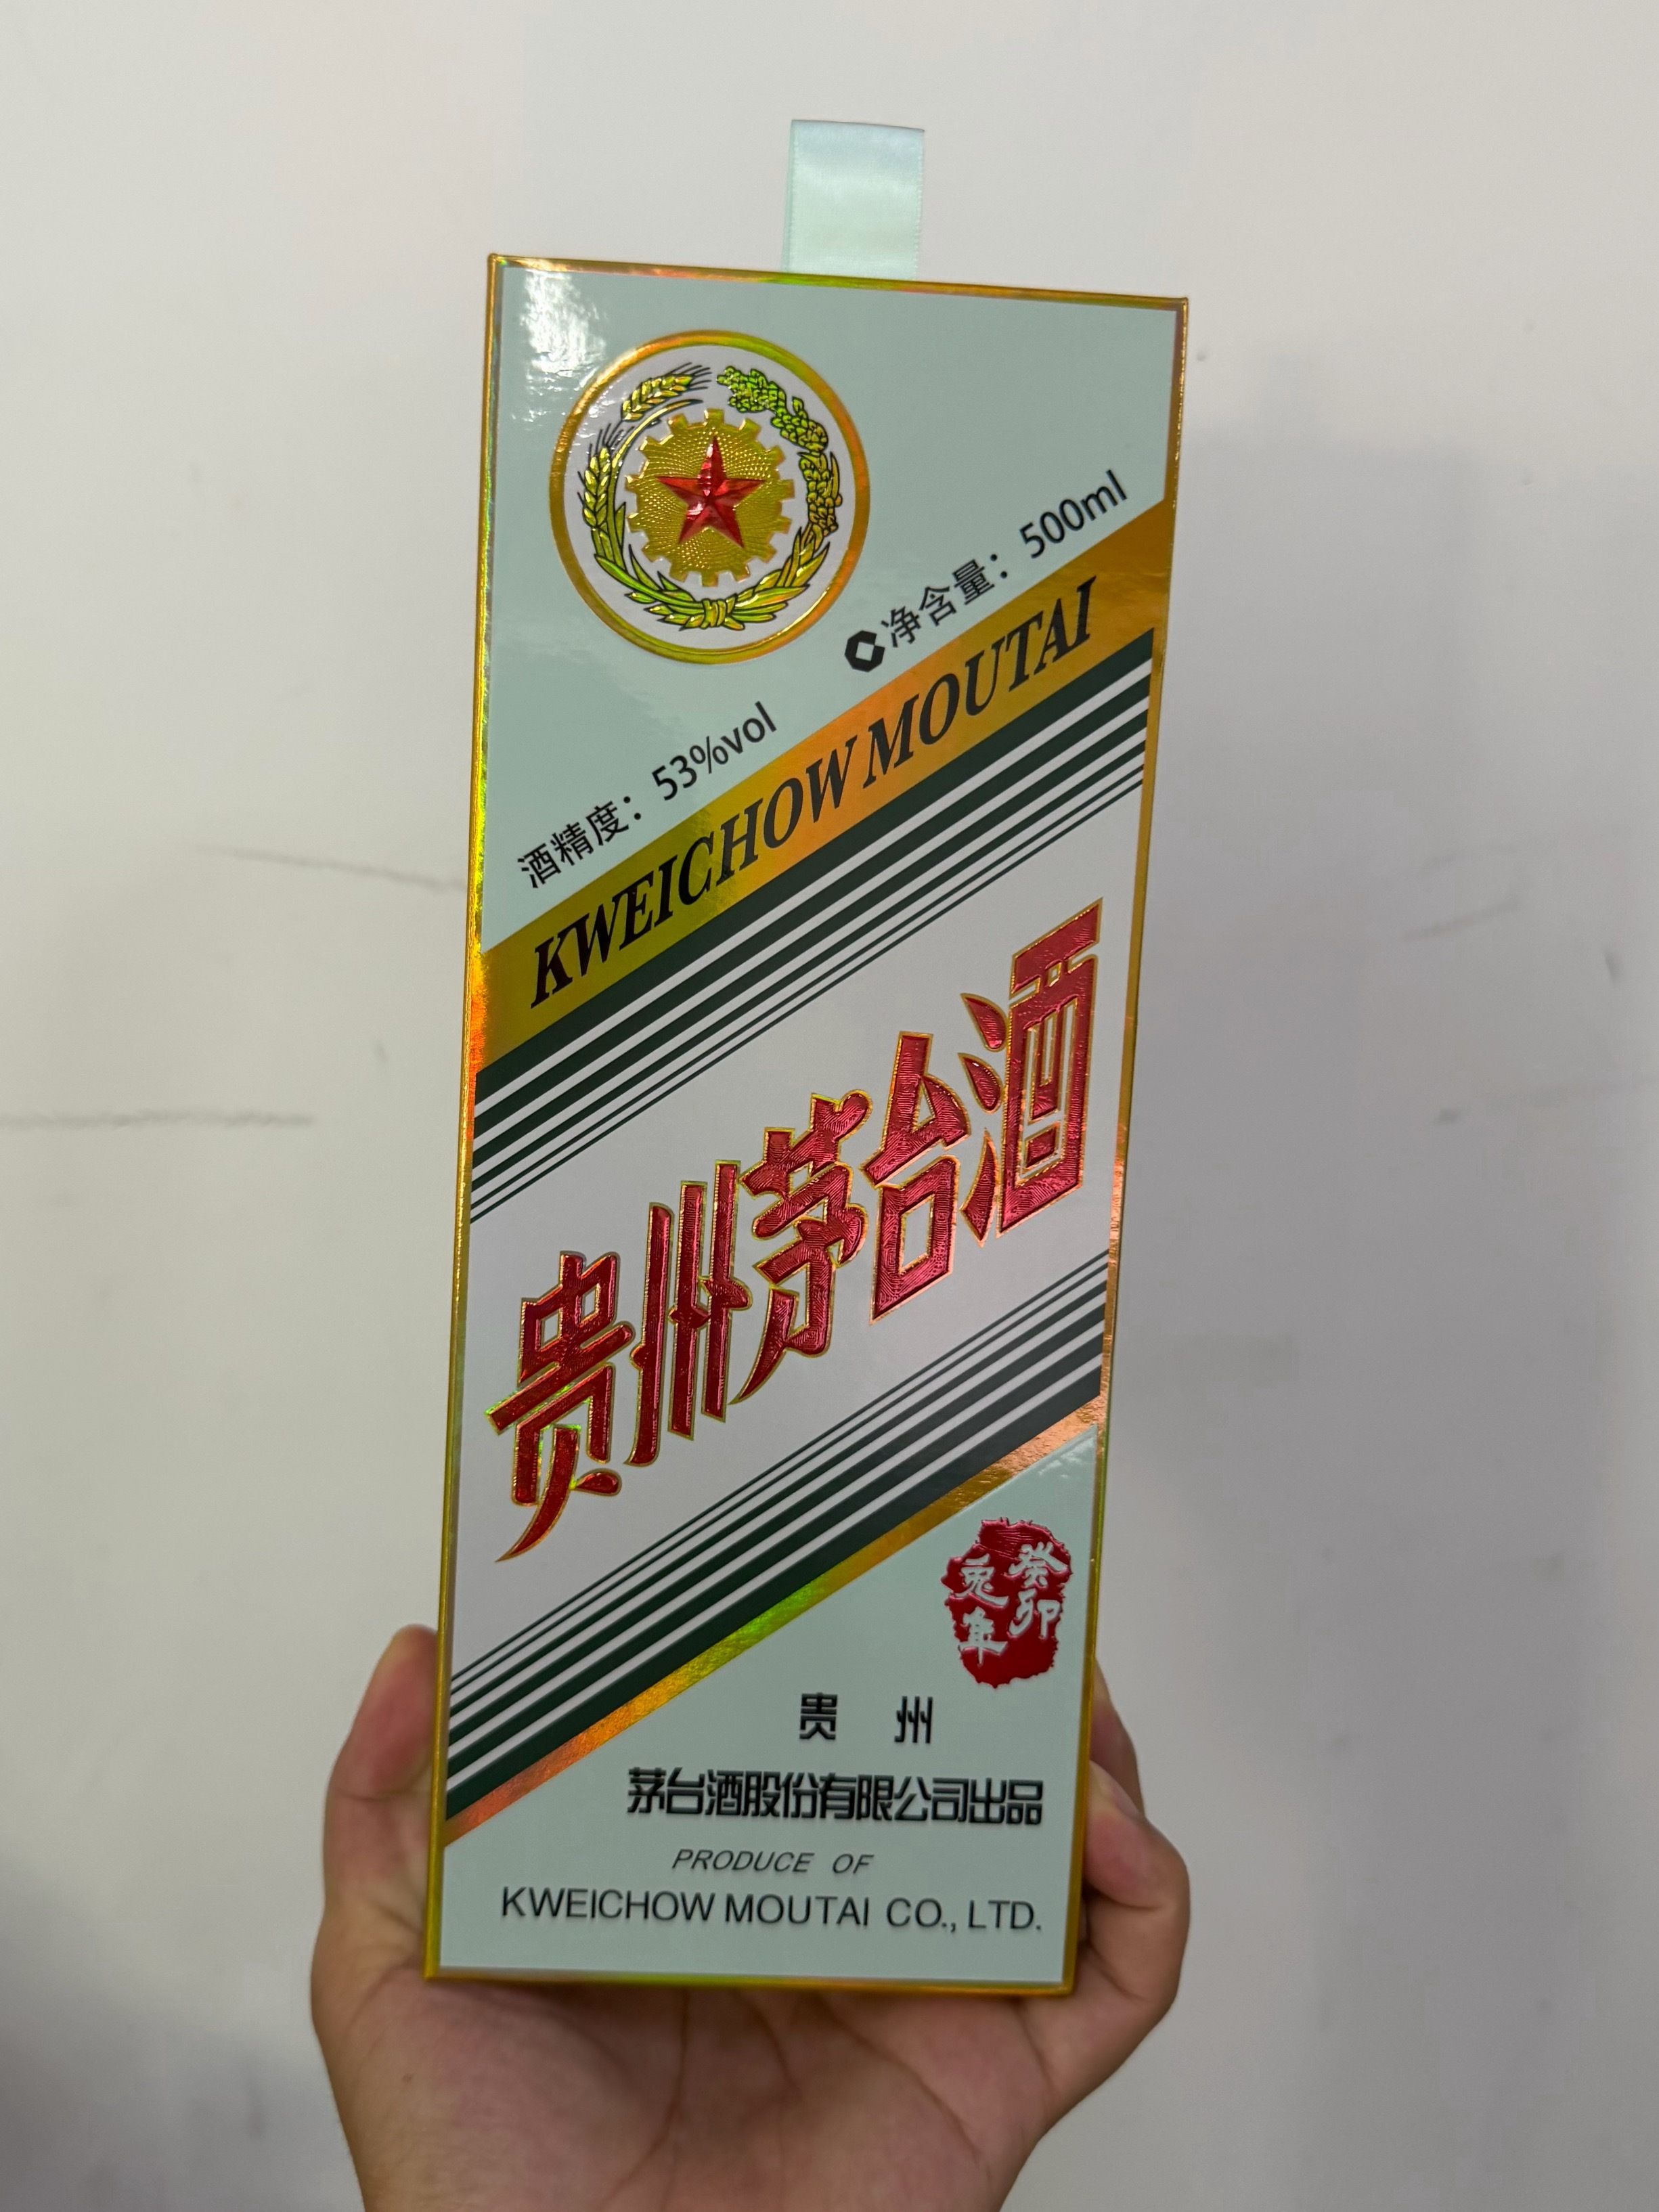 净含量：500ml
酒精度：53%vol
KWEICHOW MOUTAI
贵州茅台酒
癸卯
兔年
贵 州
茅台酒股份有限公司出品
PRODUCE OF
KWEICHOW MOUTAI CO., LTD.